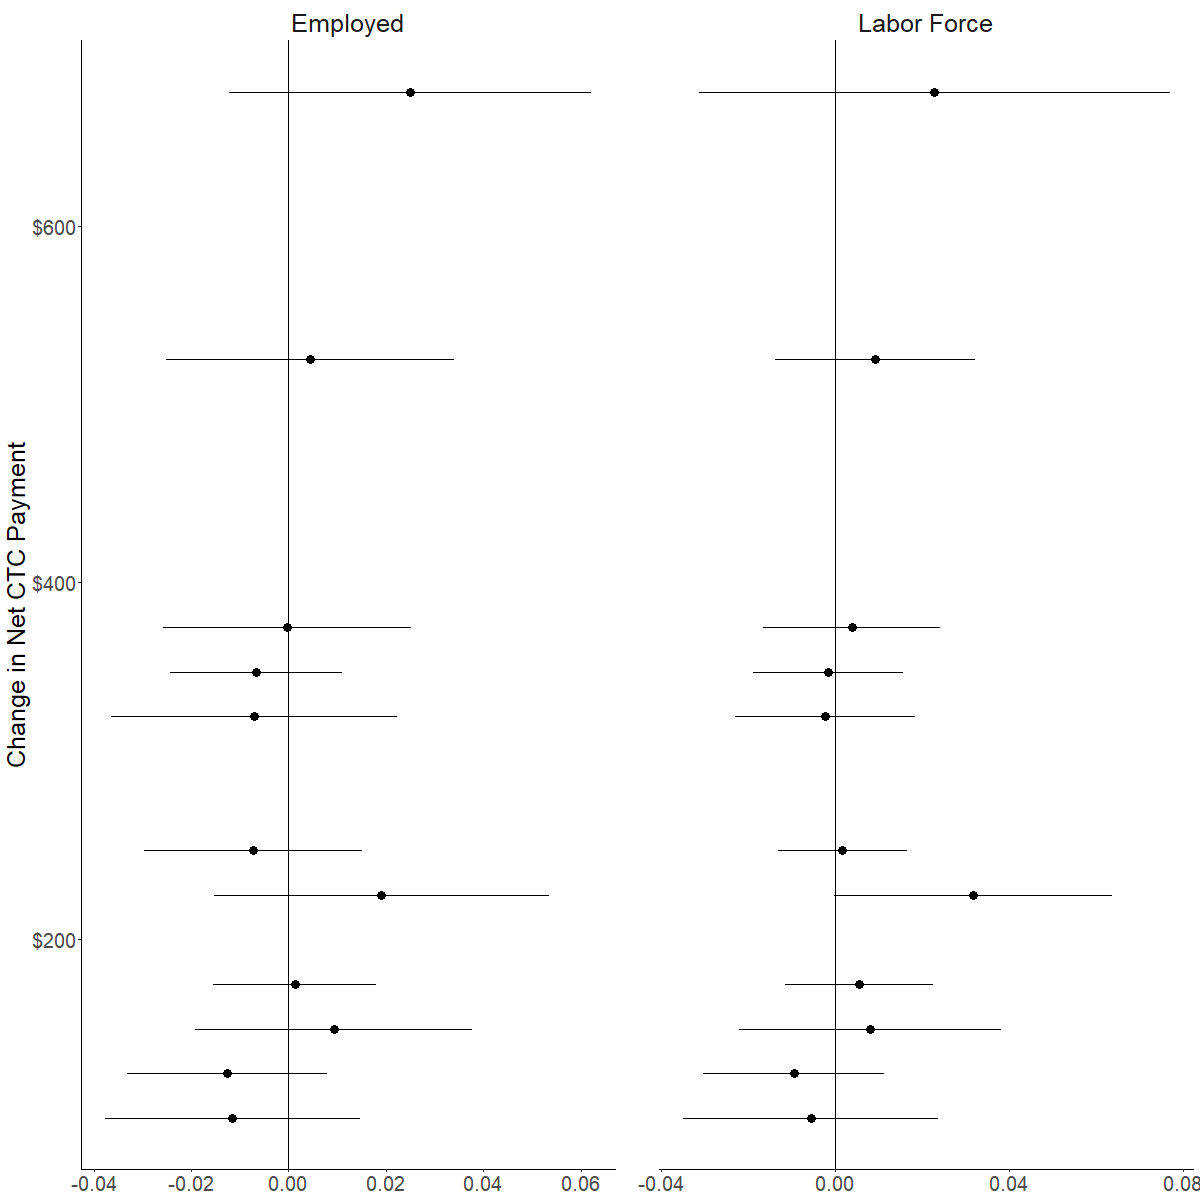 Employed
Labor Force
Change in Net CTC Payment
$600
$400
$200
-0.04 -0.02 0.00 0.02 0.04 0.06
-0.04 0.00 0.04 0.08